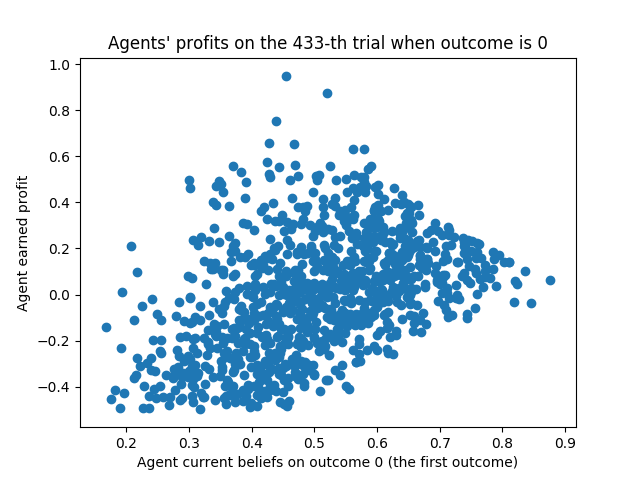 Agents' profits on the 433-th trial when outcome is 0
1.0
0.8
0.6
0.4
0.2
0.0
−0.2
−0.4
Agent earned profit
0.2 0.3 0.4 0.5 0.6 0.7 0.8 0.9
Agent current beliefs on outcome 0 (the first outcome)